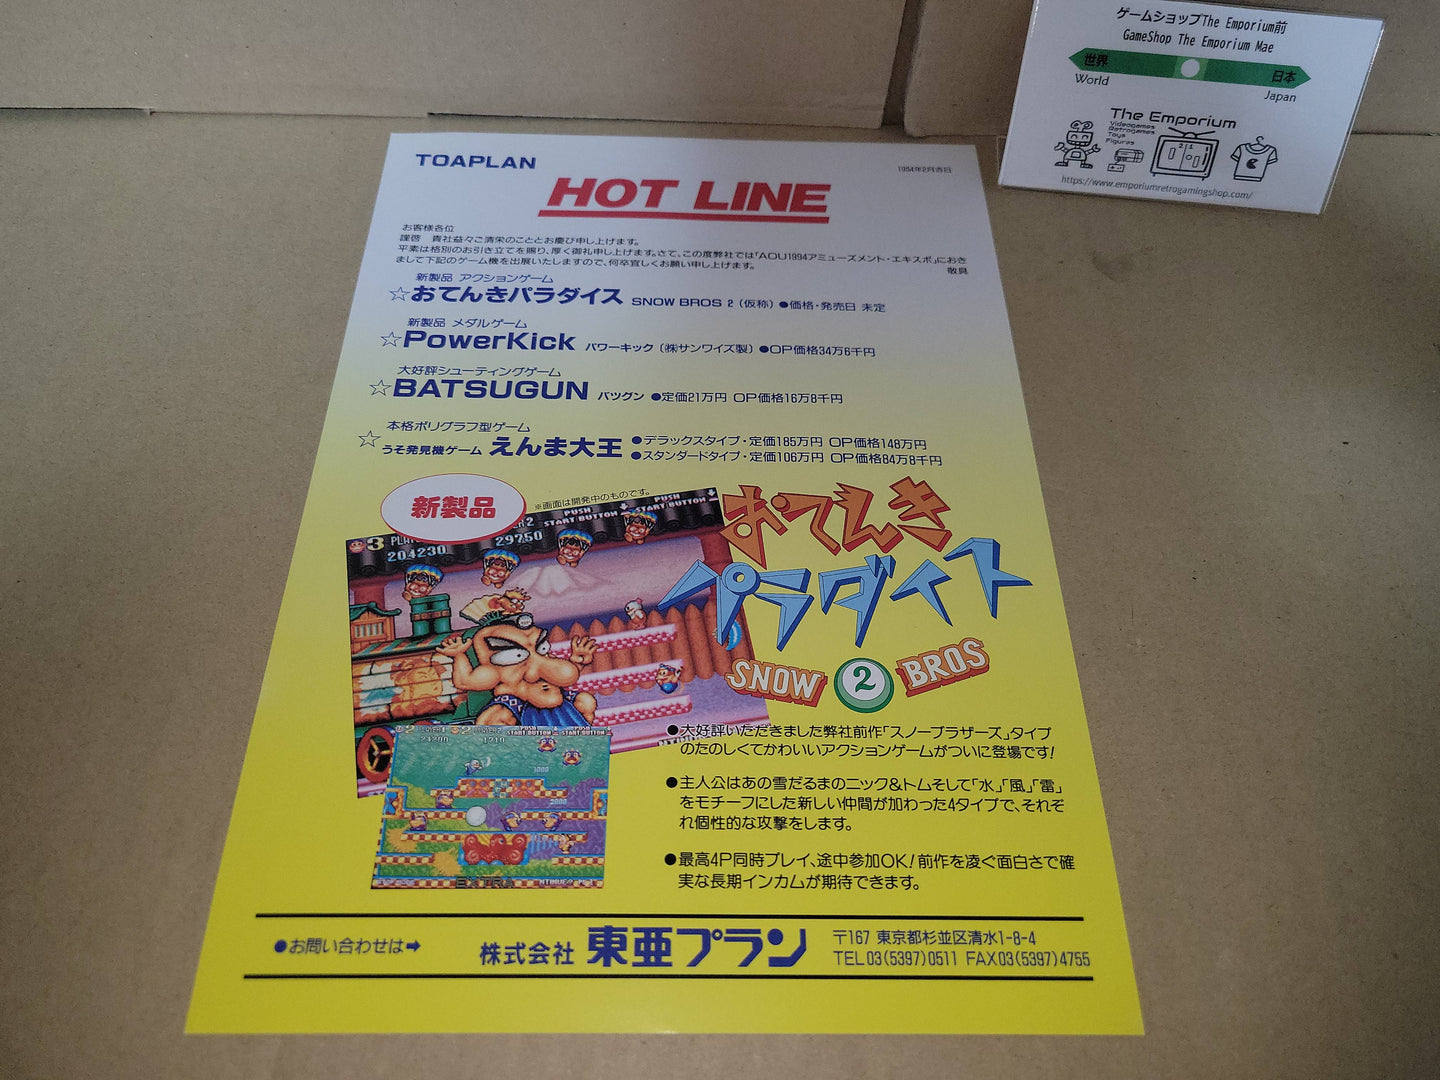 ゲームショップThe Emporium前
GameShop The Emporium Mae
世界
日本
World
Japan
The Emporium
Videogames
Retrogames
Toys
Figures
https://www.emporiumretrogamingshop.com/
TOAPLAN
1994年2月吉日
HOT LINE
お客様各位
謹啓　貴社益々ご清栄のこととお慶び申し上げます。
平素は格別のお引き立てを賜り、厚く御礼申し上げます。さて、この度弊社では「AOU1994アミューズメント・エキスポ」におき
まして下記のゲーム機を出展いたしますので、何卒宜しくお願い申し上げます。
敬具
新製品 アクションゲーム
☆おてんきパラダイス SNOW BROS 2（仮称）●価格・発売日 未定
新製品 メダルゲーム
☆PowerKick パワーキック（㈱サンワイズ製）●OP価格34万6千円
大好評シューティングゲーム
☆BATSUGUN バツグン ●定価21万円 OP価格16万8千円
本格ポリグラフ型ゲーム
☆うそ発見機ゲーム えんま大王 ●デラックスタイプ・定価185万円 OP価格148万円
●スタンダードタイプ・定価106万円 OP価格84万8千円
新製品
※画面は開発中のものです。
PUSH
START BUTTON
PUSH
START BUTTON
3
204230
29750
おてんき
パラダイス
SNOW 2 BROS
1000
2000
EXTRA
●大好評いただきました弊社前作「スノーブラザーズ」タイプ
のたのしくてかわいいアクションゲームがついに登場です！
●主人公はあの雪だるまのニック&トムそして「水」「風」「雷」
をモチーフにした新しい仲間が加わった4タイプで、それぞ
れ個性的な攻撃をします。
●最高4P同時プレイ、途中参加OK！前作を凌ぐ面白さで確
実な長期インカムが期待できます。
●お問い合わせは➡
株式会社 東亜プラン
〒167 東京都杉並区清水1-8-4
TEL03(5397)0511 FAX03(5397)4755